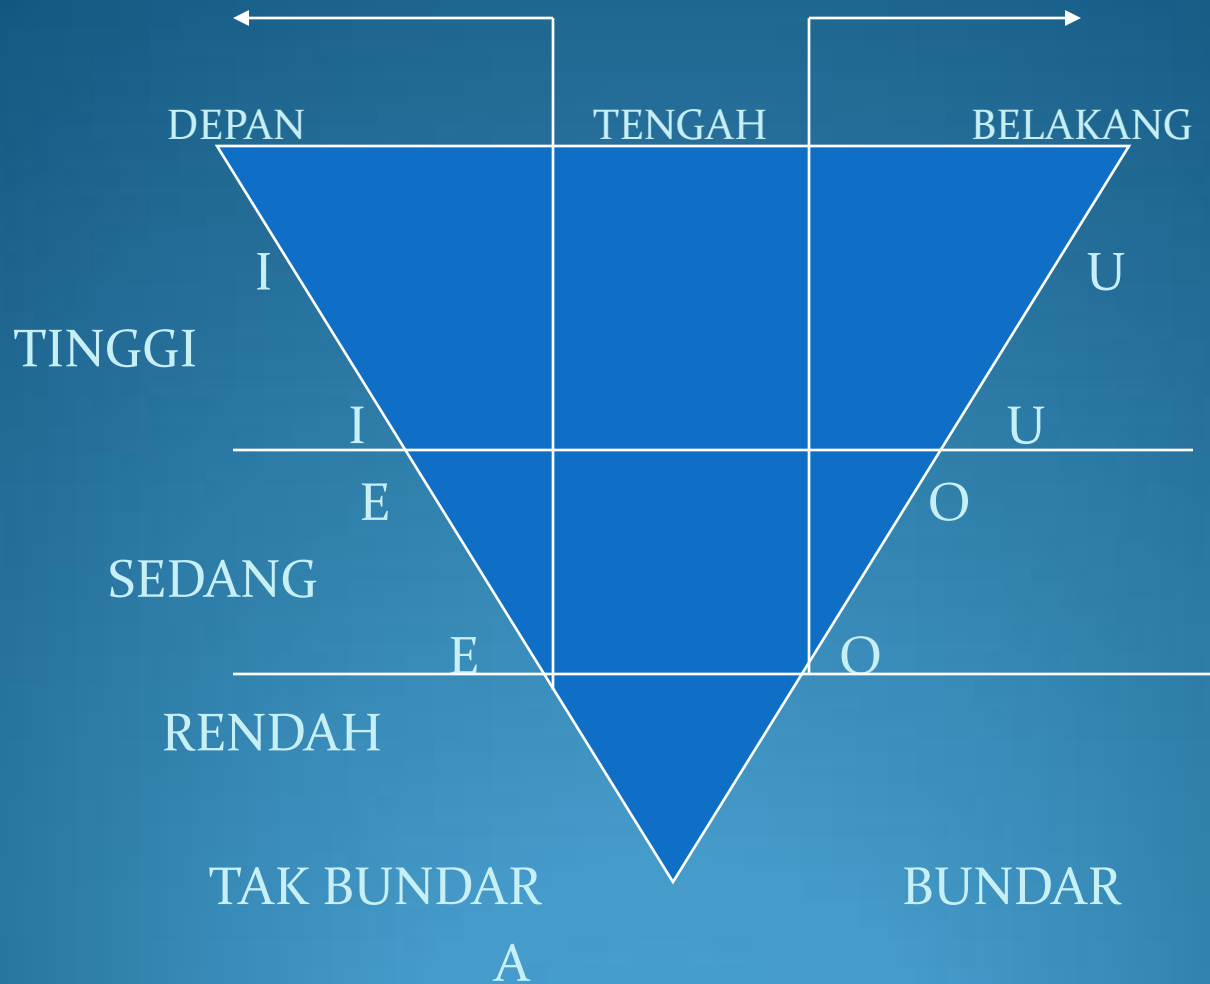 DEPAN TENGAH BELAKANG
I U
TINGGI
I U
E O
SEDANG
E O
RENDAH
TAK BUNDAR BUNDAR
A